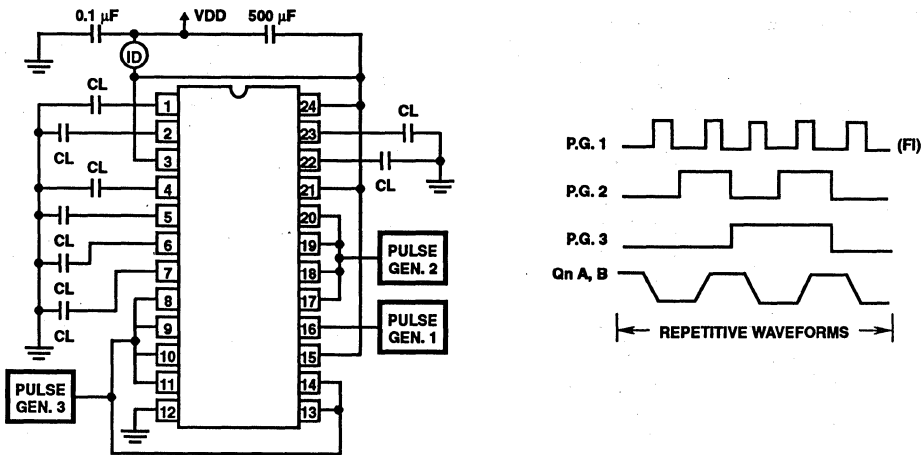 0.1 µF
VDD
500 µF
ID
CL
CL
CL
CL
CL
CL
CL
CL
1
2
3
4
5
6
7
8
9
10
11
12
24
23
22
21
20
19
18
17
16
15
14
13
PULSE
GEN. 2
PULSE
GEN. 1
PULSE
GEN. 3
P.G. 1
(FI)
P.G. 2
P.G. 3
Qn A, B
REPETITIVE WAVEFORMS